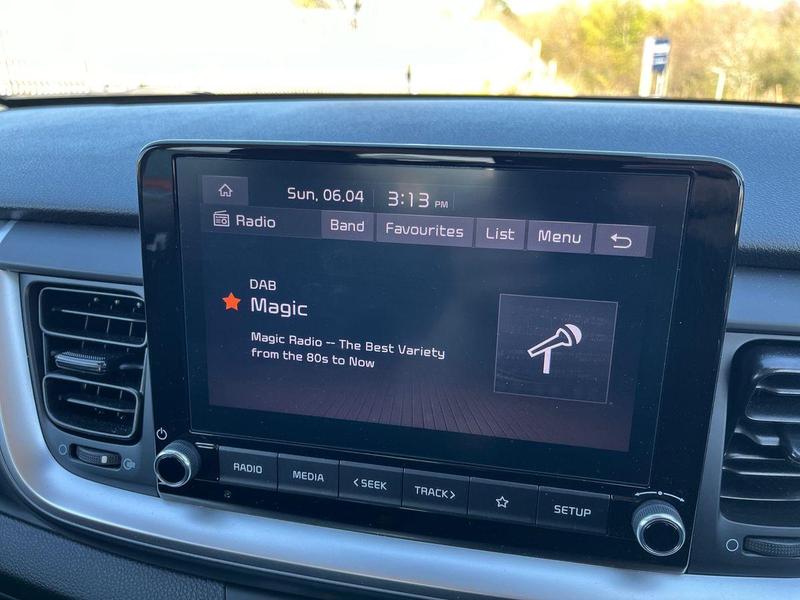 Sun, 06.04 3:13 PM
Radio Band Favourites List Menu
DAB
Magic
Magic Radio -- The Best Variety
from the 80s to Now
RADIO MEDIA < SEEK TRACK > SETUP